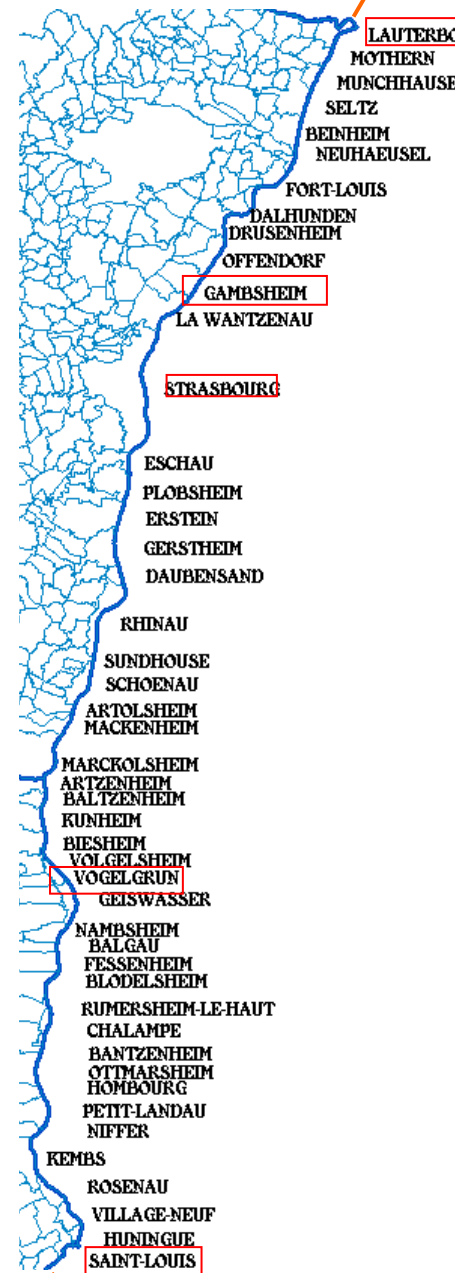 LAUTERBO
MOTHERN
MUNCHHAUSE
SELTZ
BEINHEIM
NEUHAEUSEL
FORT-LOUIS
DALHUNDEN
DRUSENHEIM
OFFENDORF
GAMBSHEIM
LA WANTZENAU
STRASBOURG
ESCHAU
PLOBSHEIM
ERSTEIN
GERSTHEIM
DAUBENSAND
RHINAU
SUNDHOUSE
SCHOENAU
ARTOLSHEIM
MACKENHEIM
MARCKOLSHEIM
ARTZENHEIM
BALTZENHEIM
KUNHEIM
BIESHEIM
VOLGELSHEIM
VOGELGRUN
GEISWASSER
NAMBSHEIM
BALGAU
FESSENHEIM
BLODELSHEIM
RUMERSHEIM-LE-HAUT
CHALAMPE
BANTZENHEIM
OTTMARSHEIM
HOMBOURG
PETIT-LANDAU
NIFFER
KEMBS
ROSENAU
VILLAGE-NEUF
HUNINGUE
SAINT-LOUIS